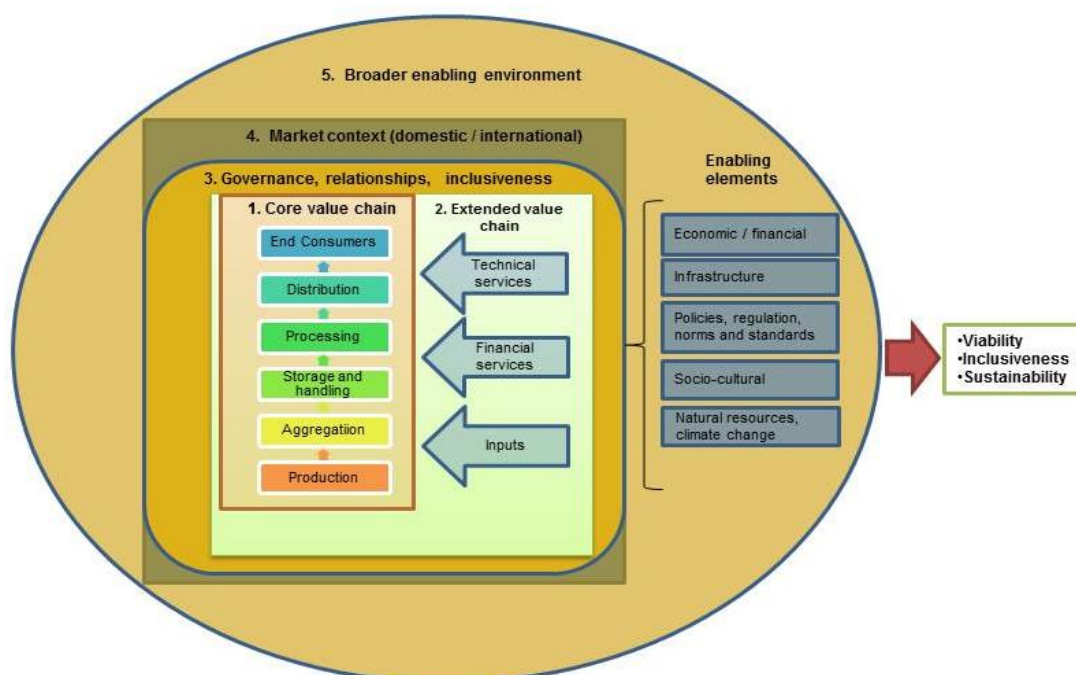 5. Broader enabling environment
4. Market context (domestic / international)
3. Governance, relationships, inclusiveness
1. Core value chain
End Consumers
Distribution
Processing
Storage and
handling
Aggregatiion
Production
2. Extended value
chain
Technical
services
Financial
services
Inputs
Enabling
elements
Economic / financial
Infrastructure
Policies, regulation,
norms and standards
Socio-cultural
Natural resources,
climate change
•Viability
•Inclusiveness
•Sustainability